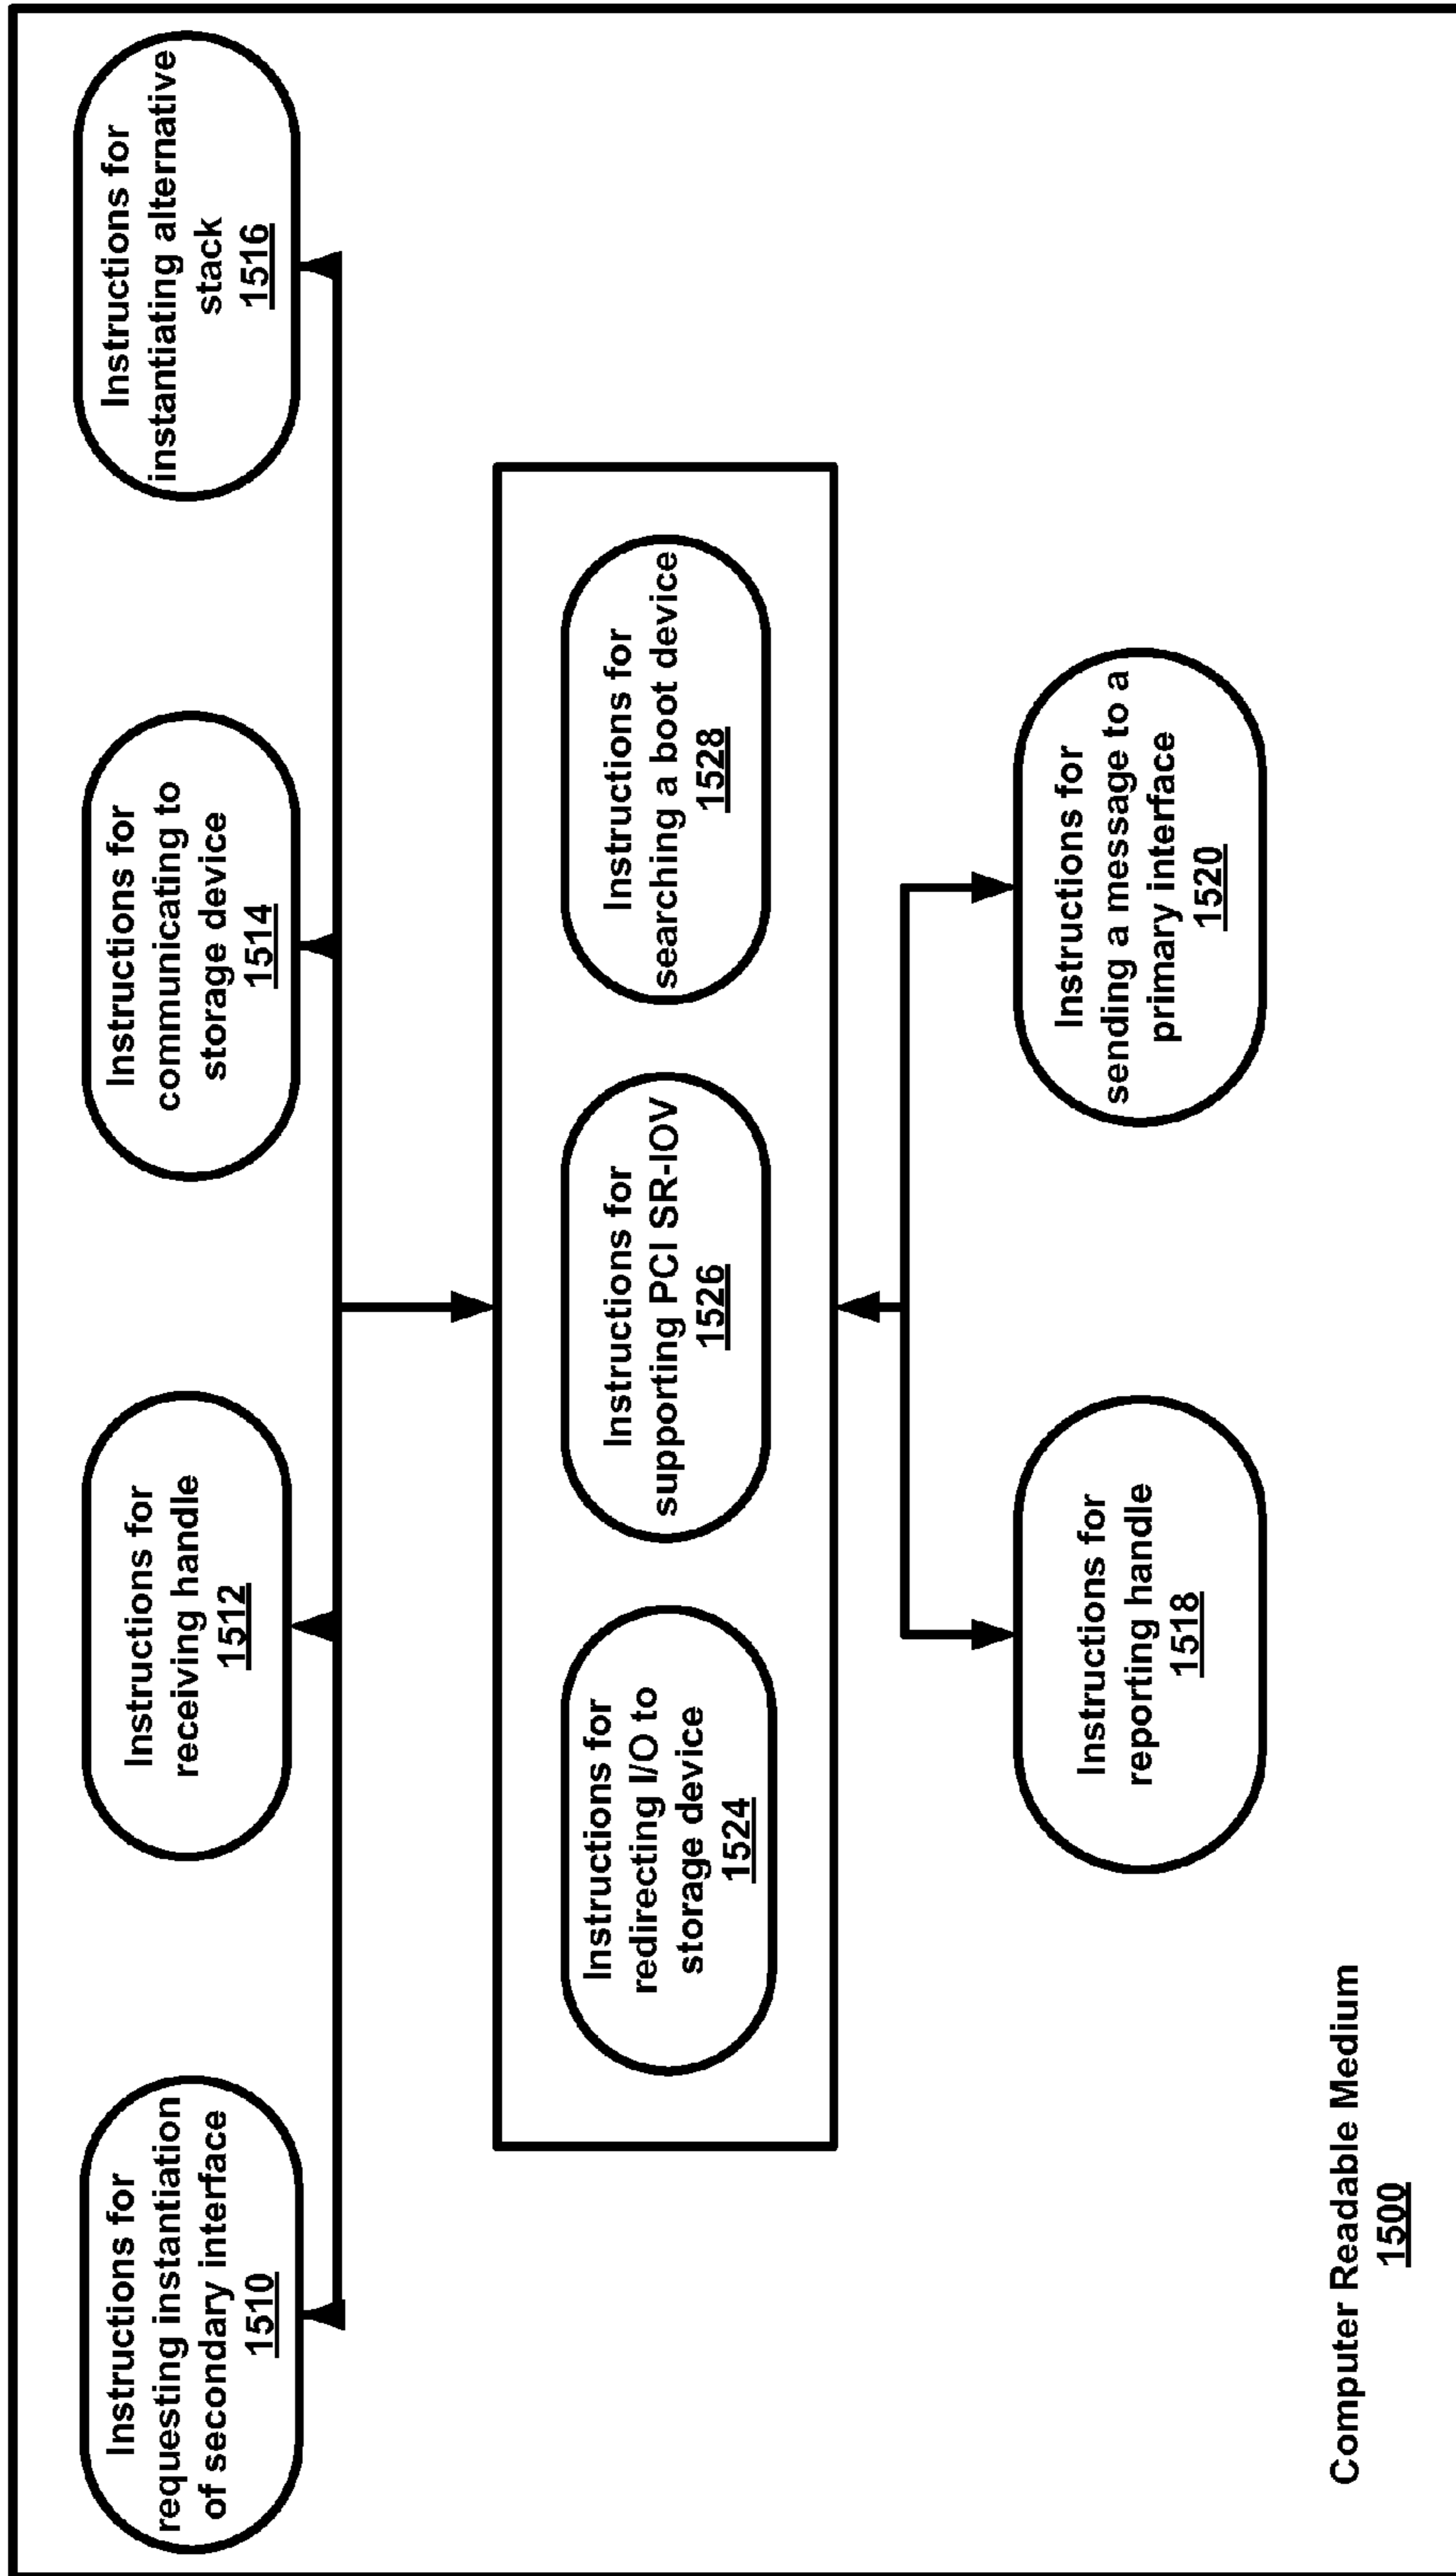 Instructions for
requesting instantiation
of secondary interface
1510
Instructions for
receiving handle
1512
Instructions for
communicating to
storage device
1514
Instructions for
instantiating alternative
stack
1516
Instructions for
redirecting I/O to
storage device
1524
Instructions for
supporting PCI SR-IOV
1526
Instructions for
searching a boot device
1528
Instructions for
reporting handle
1518
Instructions for
sending a message to a
primary interface
1520
Computer Readable Medium
1500